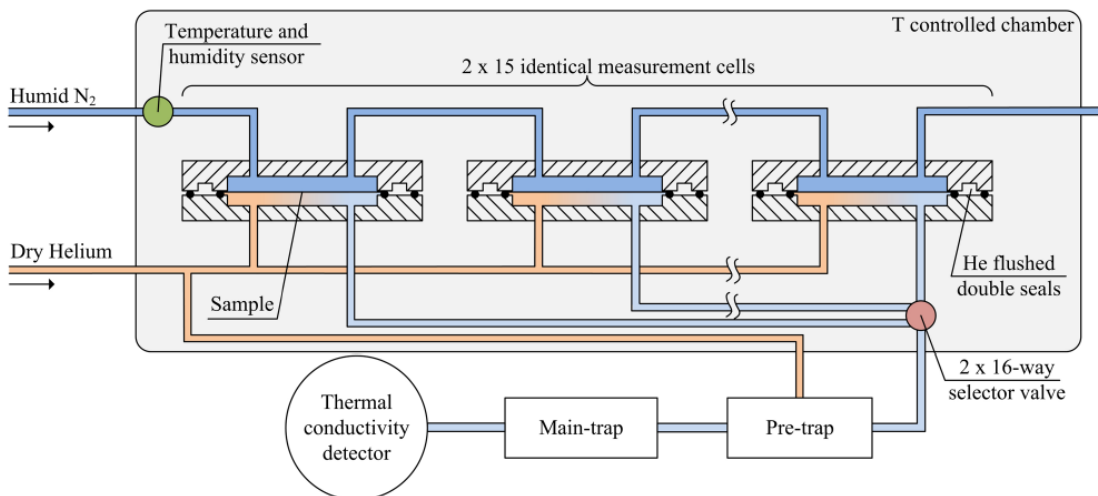 T controlled chamber
Temperature and
humidity sensor
2 x 15 identical measurement cells
Humid N₂
Dry Helium
Sample
He flushed
double seals
2 x 16-way
selector valve
Thermal
conductivity
detector
Main-trap
Pre-trap